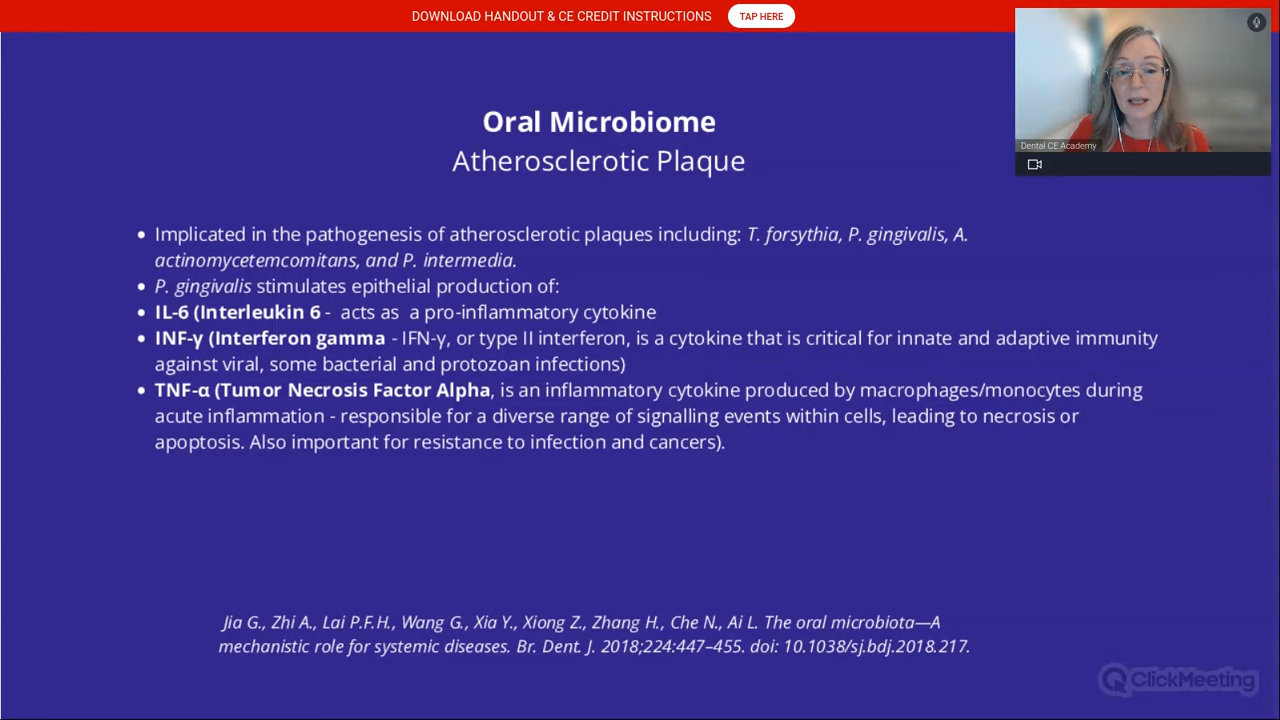 DOWNLOAD HANDOUT & CE CREDIT INSTRUCTIONS TAP HERE
Dental CE Academy
Oral Microbiome
Atherosclerotic Plaque
• Implicated in the pathogenesis of atherosclerotic plaques including: T. forsythia, P. gingivalis, A.
actinomycetemcomitans, and P. intermedia.
• P. gingivalis stimulates epithelial production of:
• IL-6 (Interleukin 6 - acts as a pro-inflammatory cytokine
• INF-γ (Interferon gamma - IFN-γ, or type II interferon, is a cytokine that is critical for innate and adaptive immunity
against viral, some bacterial and protozoan infections)
• TNF-α (Tumor Necrosis Factor Alpha, is an inflammatory cytokine produced by macrophages/monocytes during
acute inflammation - responsible for a diverse range of signalling events within cells, leading to necrosis or
apoptosis. Also important for resistance to infection and cancers).
Jia G., Zhi A., Lai P.F.H., Wang G., Xia Y., Xiong Z., Zhang H., Che N., Ai L. The oral microbiota—A
mechanistic role for systemic diseases. Br. Dent. J. 2018;224:447–455. doi: 10.1038/sj.bdj.2018.217.
ClickMeeting